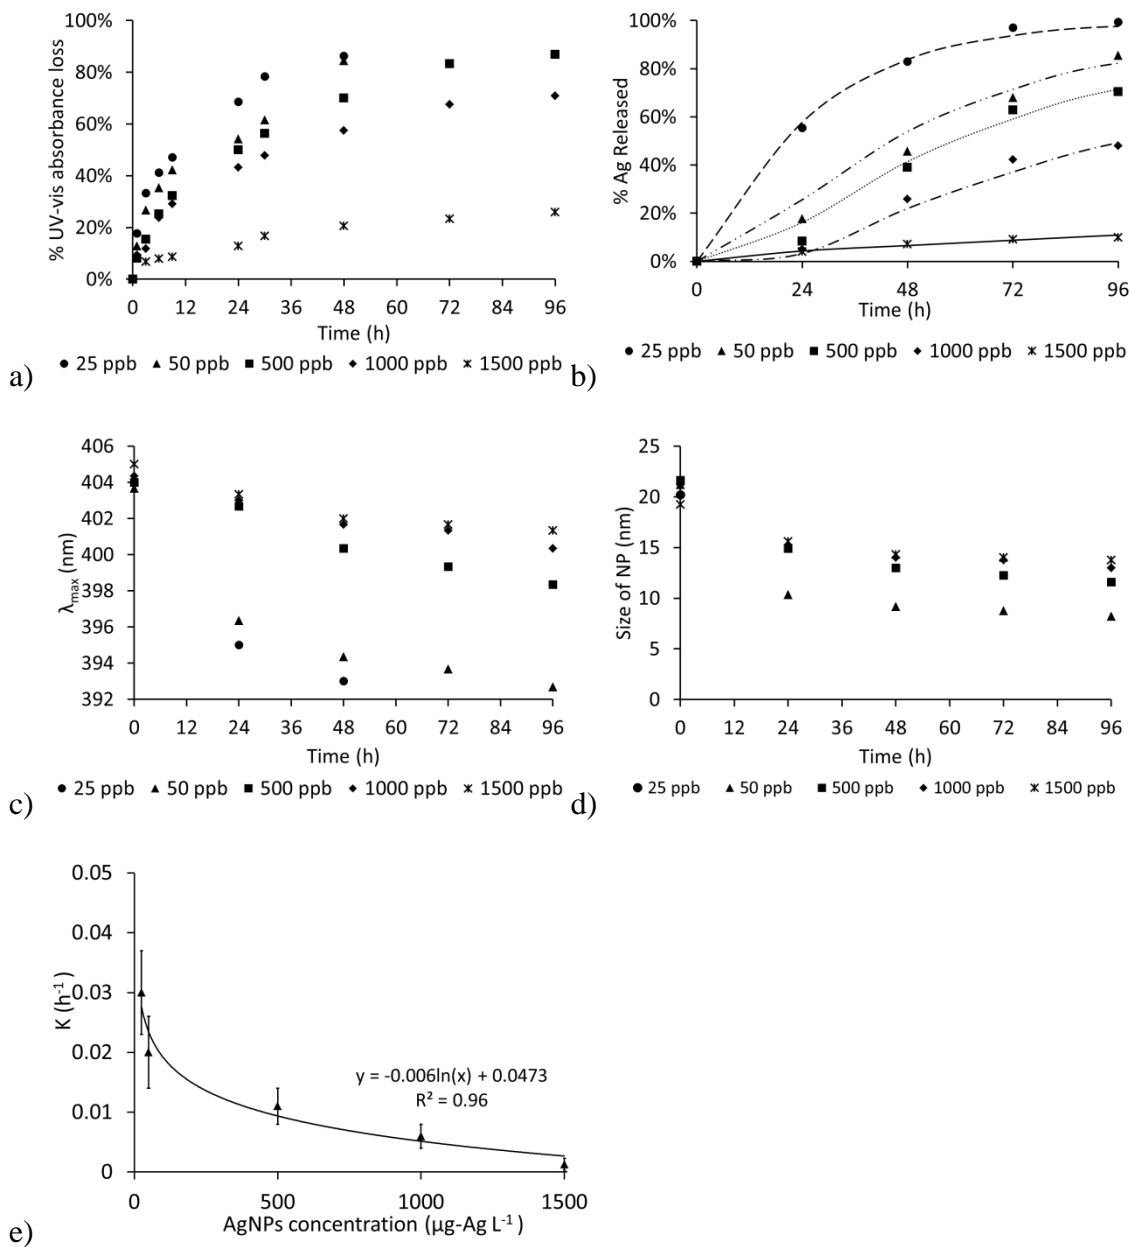 100%
80%
60%
40%
20%
0%
% UV-vis absorbance loss
0 12 24 36 48 60 72 84 96
Time (h)
25 ppb 50 ppb 500 ppb 1000 ppb 1500 ppb
a)
100%
80%
60%
40%
20%
0%
% Ag Released
0 24 48 72 96
Time (h)
25 ppb 50 ppb 500 ppb 1000 ppb 1500 ppb
b)
406
404
402
400
398
396
394
392
λmax (nm)
0 12 24 36 48 60 72 84 96
Time (h)
25 ppb 50 ppb 500 ppb 1000 ppb 1500 ppb
c)
25
20
15
10
5
0
Size of NP (nm)
0 12 24 36 48 60 72 84 96
Time (h)
25 ppb 50 ppb 500 ppb 1000 ppb 1500 ppb
d)
0.05
0.04
0.03
0.02
0.01
0
K (h⁻¹)
y = -0.006ln(x) + 0.0473
R² = 0.96
0 500 1000 1500
AgNPs concentration (µg-Ag L⁻¹)
e)